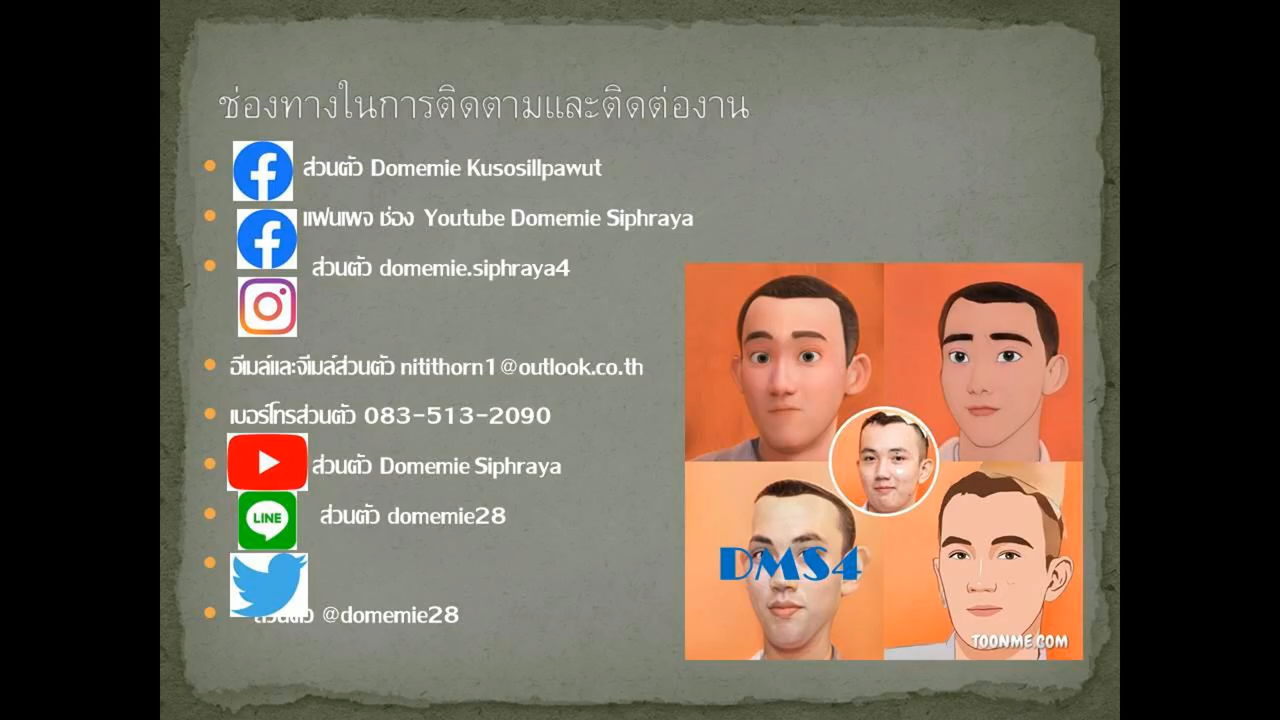 ช่องทางในการติดตามและติดต่องาน
ส่วนตัว Domemie Kusosillpawut
แฟนเพจ ช่อง Youtube Domemie Siphraya
ส่วนตัว domemie.siphraya4
อีเมล์และจีเมล์ส่วนตัว nitithorn1@outlook.co.th
เบอร์โทรส่วนตัว 083-513-2090
ส่วนตัว Domemie Siphraya
LINE
ส่วนตัว domemie28
ส่วนตัว @domemie28
DMS4
TOONME.COM